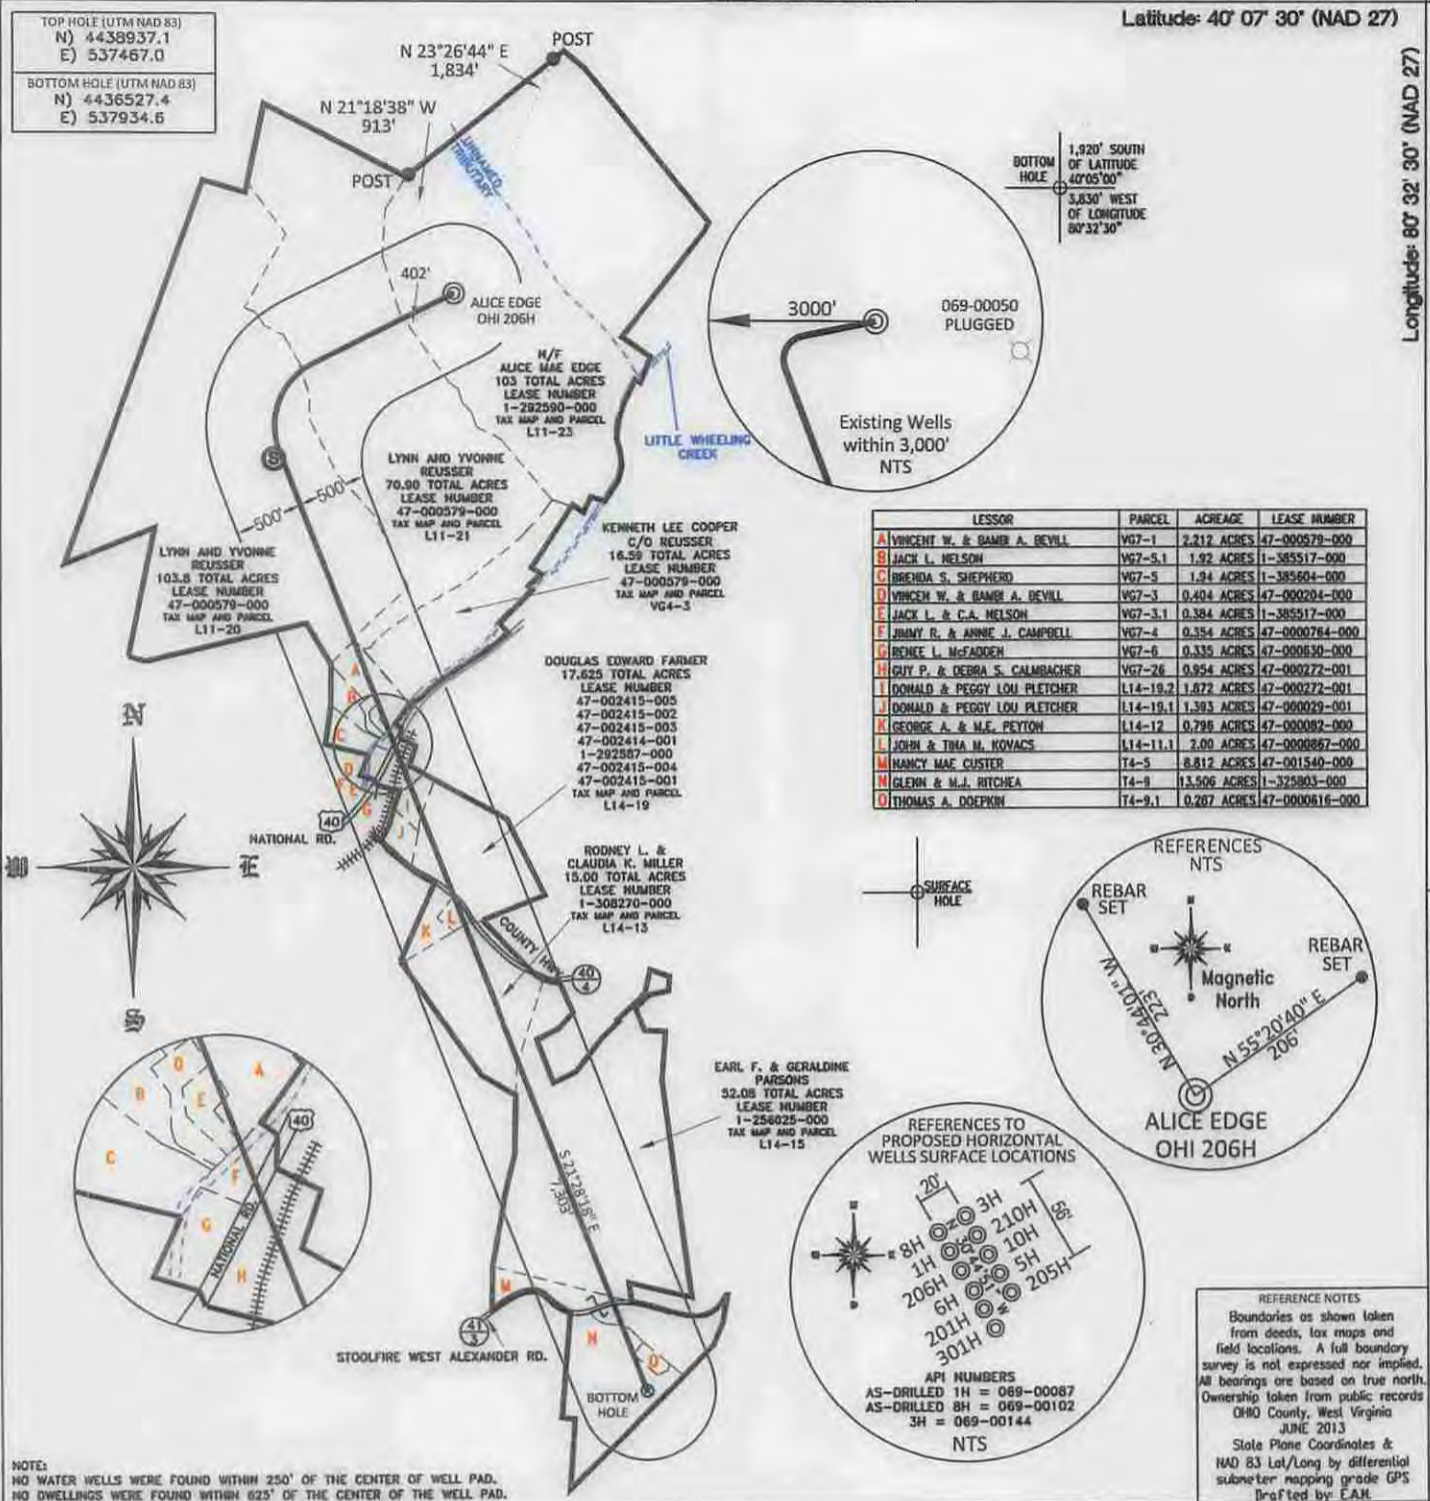 TOP HOLE (UTM NAD 83)
N) 4438937.1
E) 537467.0
BOTTOM HOLE (UTM NAD 83)
N) 4436527.4
E) 537934.6
Latitude: 40° 07' 30" (NAD 27)
Longitude: 80° 32' 30' (NAD 27)
N 23°26'44" E
1,834'
POST
N 21°18'38" W
913'
POST
UNNAMED
TRIBUTARY
BOTTOM
HOLE
1,920' SOUTH
OF LATITUDE
40°05'00"
3,830' WEST
OF LONGITUDE
80°32'30"
402'
ALICE EDGE
OHI 206H
3000'
069-00050
PLUGGED
Existing Wells
within 3,000'
NTS
N/F
ALICE MAE EDGE
103 TOTAL ACRES
LEASE NUMBER
1-292590-000
TAX MAP AND PARCEL
L11-23
LITTLE WHEELING
CREEK
S
500'
500'
LYNN AND YVONNE
REUSSER
70.90 TOTAL ACRES
LEASE NUMBER
47-000579-000
TAX MAP AND PARCEL
L11-21
LYNN AND YVONNE
REUSSER
103.8 TOTAL ACRES
LEASE NUMBER
47-000579-000
TAX MAP AND PARCEL
L11-20
KENNETH LEE COOPER
C/O REUSSER
16.59 TOTAL ACRES
LEASE NUMBER
47-000579-000
TAX MAP AND PARCEL
VG4-3
LESSOR PARCEL ACREAGE LEASE NUMBER
A VINCENT W. & BAMBI A. BEVILL VG7-1 2.212 ACRES 47-000579-000
B JACK L. NELSON VG7-5.1 1.92 ACRES 1-385517-000
C BRENDA S. SHEPHERD VG7-5 1.94 ACRES 1-385604-000
D VINCEN W. & BAMBI A. BEVILL VG7-3 0.404 ACRES 47-000204-000
E JACK L. & C.A. NELSON VG7-3.1 0.384 ACRES 1-385517-000
F JIMMY R. & ANNIE J. CAMPBELL VG7-4 0.354 ACRES 47-0000764-000
G RENEE L. McFADDEN VG7-6 0.335 ACRES 47-000630-000
H GUY P. & DEBRA S. CALMBACHER VG7-26 0.954 ACRES 47-000272-001
I DONALD & PEGGY LOU PLETCHER L14-19.2 1.872 ACRES 47-000272-001
J DONALD & PEGGY LOU PLETCHER L14-19.1 1.393 ACRES 47-000029-001
K GEORGE A. & M.E. PEYTON L14-12 0.796 ACRES 47-000082-000
L JOHN & TINA M. KOVACS L14-11.1 2.00 ACRES 47-0000867-000
M NANCY MAE CUSTER T4-5 8.812 ACRES 47-001540-000
N GLENN & M.J. RITCHEA T4-9 13.506 ACRES 1-325803-000
O THOMAS A. DOEPKIN T4-9.1 0.287 ACRES 47-0000616-000
DOUGLAS EDWARD FARMER
17.625 TOTAL ACRES
LEASE NUMBER
47-002415-005
47-002415-002
47-002415-003
47-002414-001
1-292587-000
47-002415-004
47-002415-001
TAX MAP AND PARCEL
L14-19
A
B
C
D
F E
G
J
40
NATIONAL RD.
N
W
E
S
RODNEY L. &
CLAUDIA K. MILLER
15.00 TOTAL ACRES
LEASE NUMBER
1-308270-000
TAX MAP AND PARCEL
L14-13
K
L
COUNTY HWY.
40
4
SURFACE
HOLE
REFERENCES
NTS
REBAR
SET
REBAR
SET
Magnetic
North
N 30°44'01" W
223'
N 55°20'40" E
206'
ALICE EDGE
OHI 206H
EARL F. & GERALDINE
PARSONS
52.08 TOTAL ACRES
LEASE NUMBER
1-256025-000
TAX MAP AND PARCEL
L14-15
D
A
B
E
C
F
G
H
40
NATIONAL RD.
S 21°28'18" E
7,303'
M
N
O
41
3
STOOLFIRE WEST ALEXANDER RD.
BOTTOM
HOLE
REFERENCES TO
PROPOSED HORIZONTAL
WELLS SURFACE LOCATIONS
20'
3H
210H
10H
5H
205H
8H
1H
206H
6H
201H
301H
API NUMBERS
AS-DRILLED 1H = 069-00087
AS-DRILLED 8H = 069-00102
3H = 069-00144
NTS
REFERENCE NOTES
Boundaries as shown taken
from deeds, tax maps and
field locations. A full boundary
survey is not expressed nor implied.
All bearings are based on true north.
Ownership taken from public records
OHIO County, West Virginia
JUNE 2013
State Plane Coordinates &
NAD 83 Lat/Long by differential
submeter mapping grade GPS
Drafted by: E.A.H.
NOTE:
NO WATER WELLS WERE FOUND WITHIN 250' OF THE CENTER OF WELL PAD.
NO DWELLINGS WERE FOUND WITHIN 625' OF THE CENTER OF THE WELL PAD.